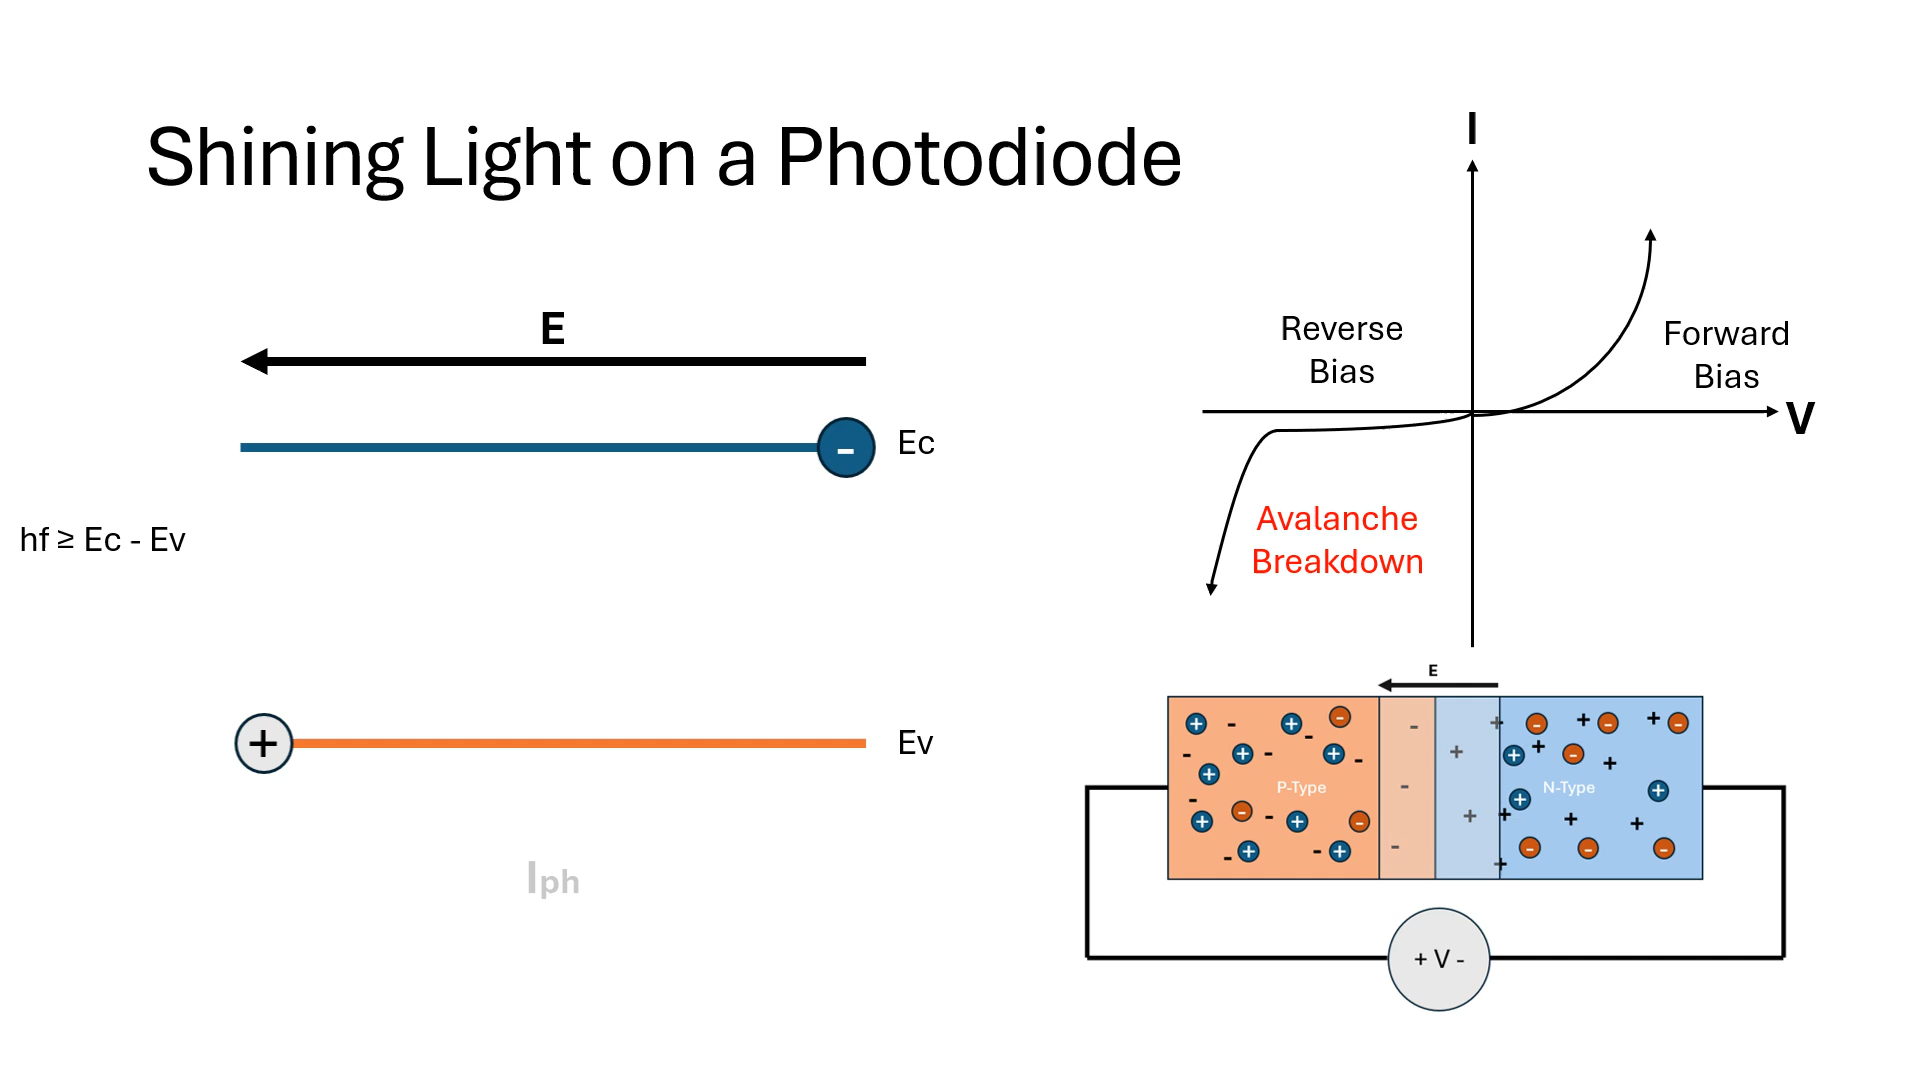 Shining Light on a Photodiode
E
-
Ec
hf ≥ Ec - Ev
+
Ev
Iph
I
Reverse
Bias
Forward
Bias
V
Avalanche
Breakdown
E
P-Type
N-Type
+ V -